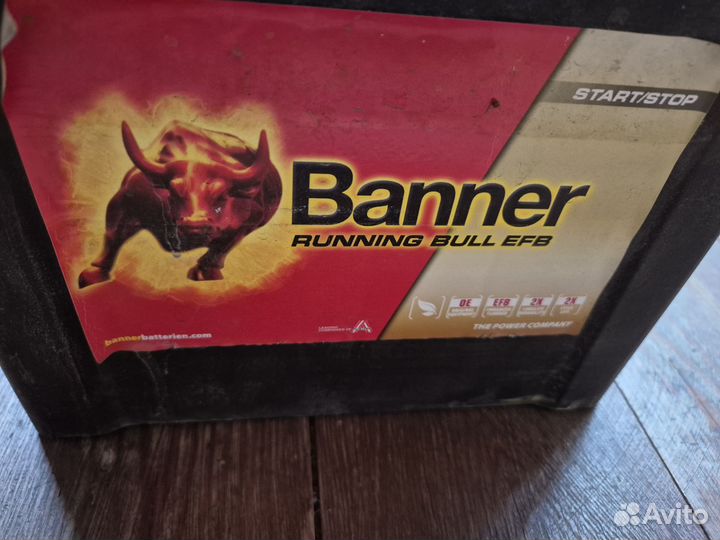 START/STOP
Banner
RUNNING BULL EFB
OE EFB 2X 2X
THE POWER COMPANY
bannerbatterien.com
Avito